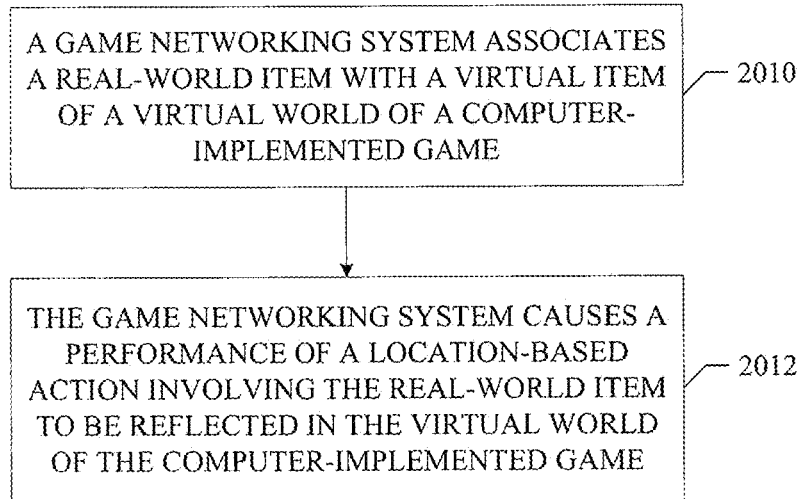 A GAME NETWORKING SYSTEM ASSOCIATES
A REAL-WORLD ITEM WITH A VIRTUAL ITEM
OF A VIRTUAL WORLD OF A COMPUTER-
IMPLEMENTED GAME
2010
THE GAME NETWORKING SYSTEM CAUSES A
PERFORMANCE OF A LOCATION-BASED
ACTION INVOLVING THE REAL-WORLD ITEM
TO BE REFLECTED IN THE VIRTUAL WORLD
OF THE COMPUTER-IMPLEMENTED GAME
2012